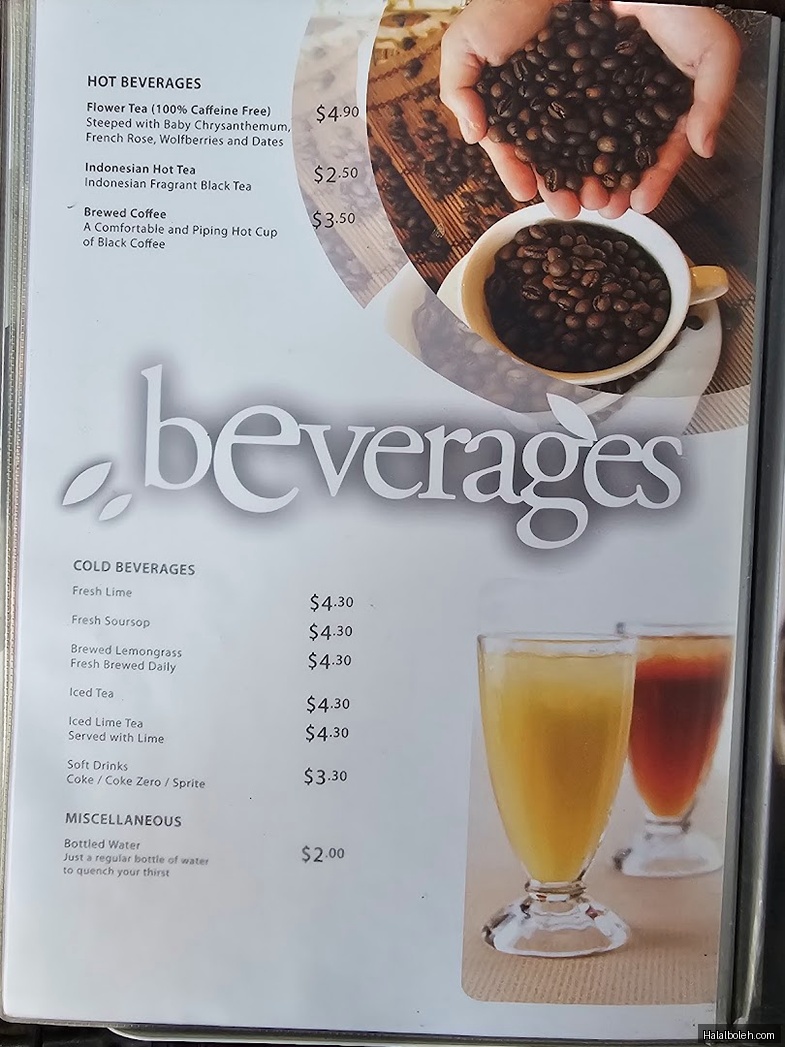 HOT BEVERAGES
Flower Tea (100% Caffeine Free) $4.90
Steeped with Baby Chrysanthemum,
French Rose, Wolfberries and Dates
Indonesian Hot Tea $2.50
Indonesian Fragrant Black Tea
Brewed Coffee $3.50
A Comfortable and Piping Hot Cup
of Black Coffee
beverages
COLD BEVERAGES
Fresh Lime $4.30
Fresh Soursop $4.30
Brewed Lemongrass $4.30
Fresh Brewed Daily
Iced Tea $4.30
Iced Lime Tea $4.30
Served with Lime
Soft Drinks $3.30
Coke / Coke Zero / Sprite
MISCELLANEOUS
Bottled Water $2.00
Just a regular bottle of water
to quench your thirst
Halalboleh.com